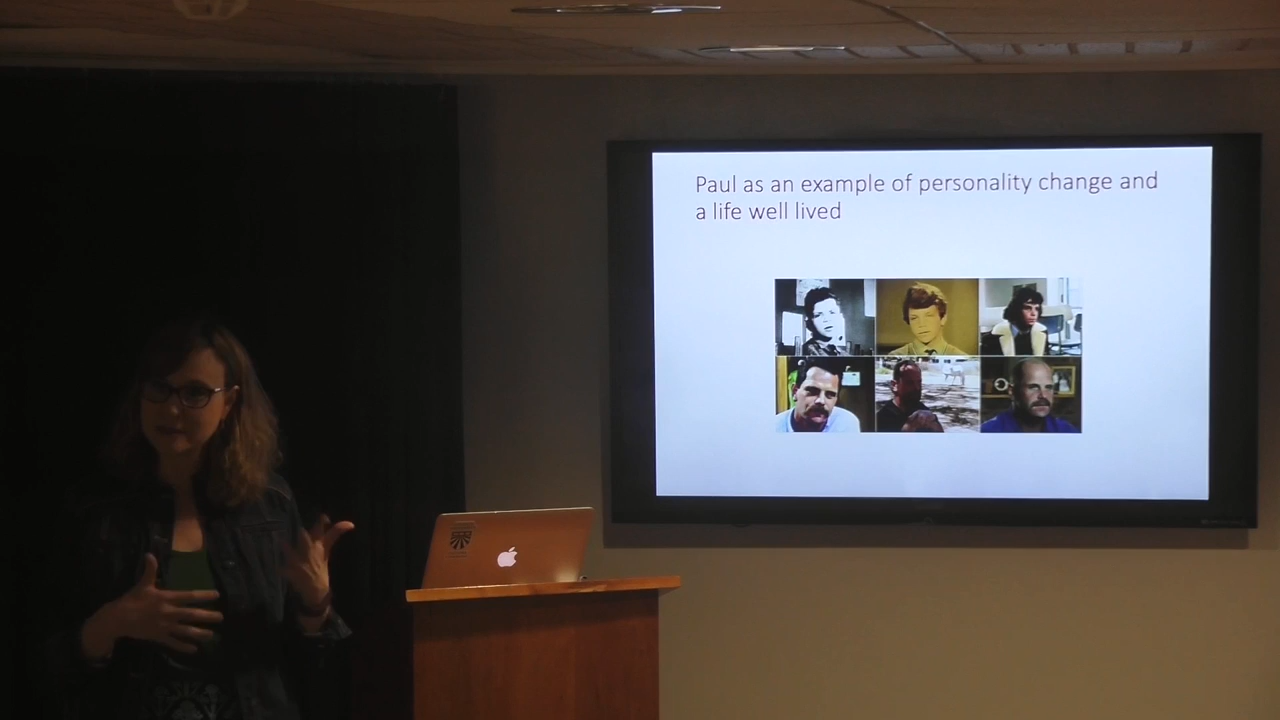 Paul as an example of personality change and
a life well lived